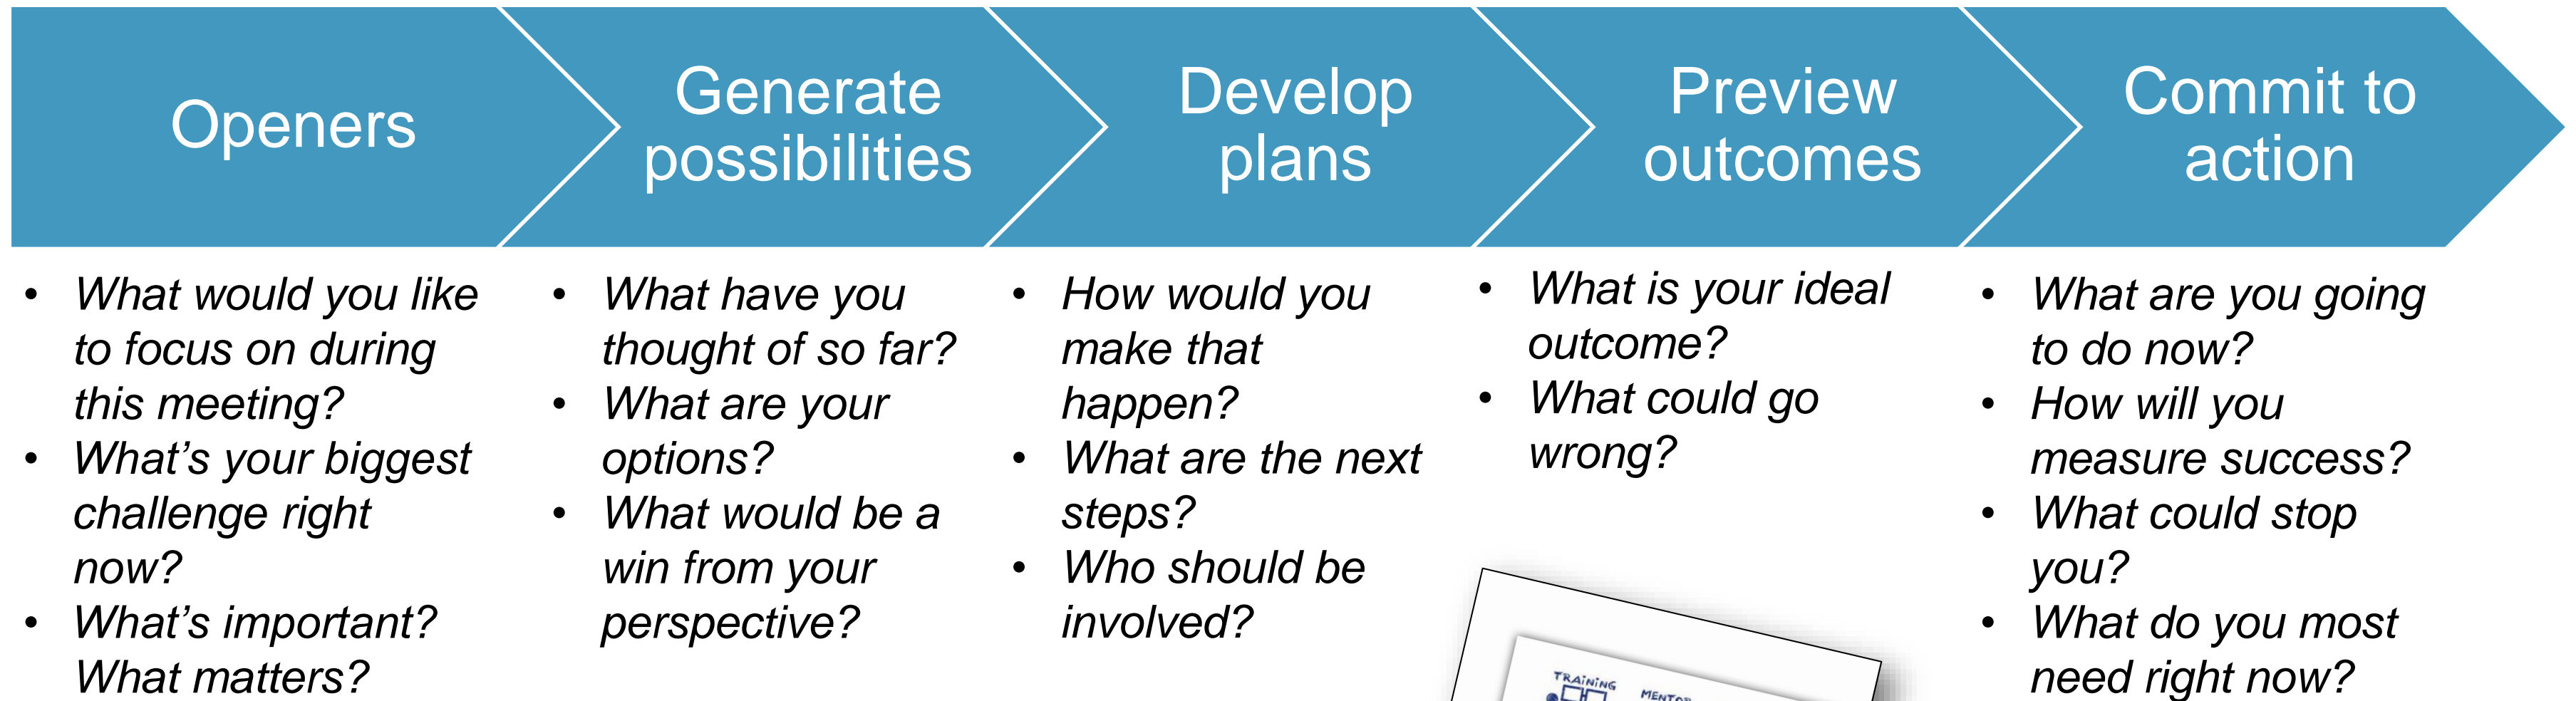 Openers
Generate
possibilities
Develop
plans
Preview
outcomes
Commit to
action
• What would you like
to focus on during
this meeting?
• What’s your biggest
challenge right
now?
• What’s important?
What matters?
• What have you
thought of so far?
• What are your
options?
• What would be a
win from your
perspective?
• How would you
make that
happen?
• What are the next
steps?
• Who should be
involved?
• What is your ideal
outcome?
• What could go
wrong?
• What are you going
to do now?
• How will you
measure success?
• What could stop
you?
• What do you most
need right now?
TRAiNiNG